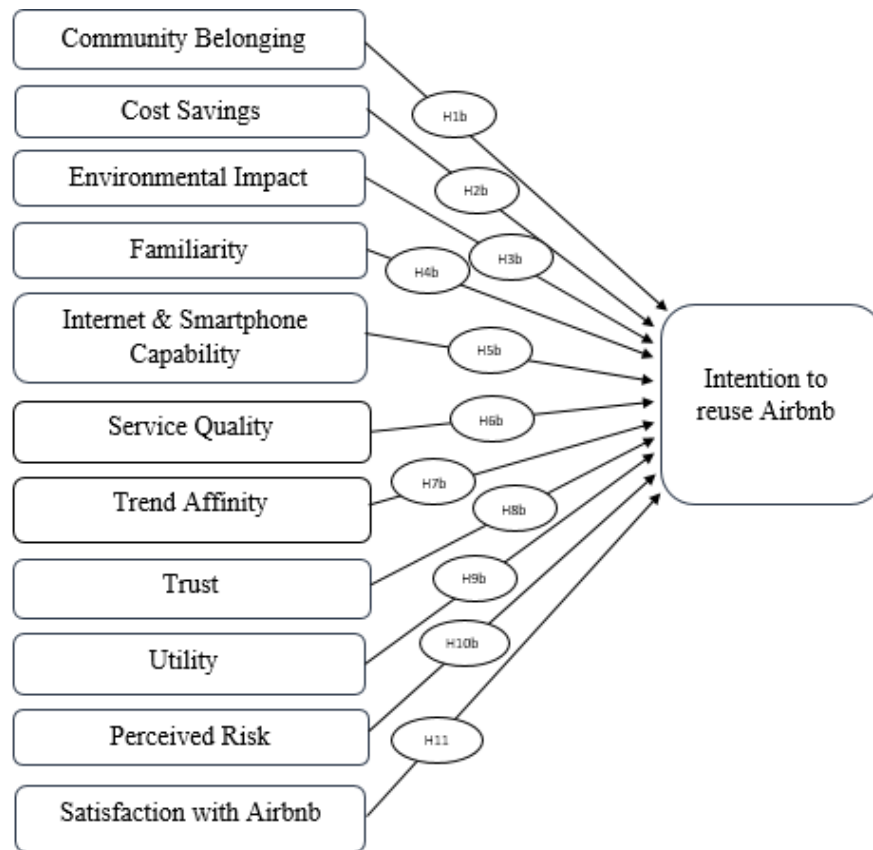 Community Belonging
H1b
Cost Savings
H2b
Environmental Impact
H3b
Familiarity
H4b
Internet & Smartphone
Capability
H5b
Service Quality
H6b
Trend Affinity
H7b
Trust
H8b
Utility
H9b
Perceived Risk
H10b
Satisfaction with Airbnb
H11
Intention to
reuse Airbnb